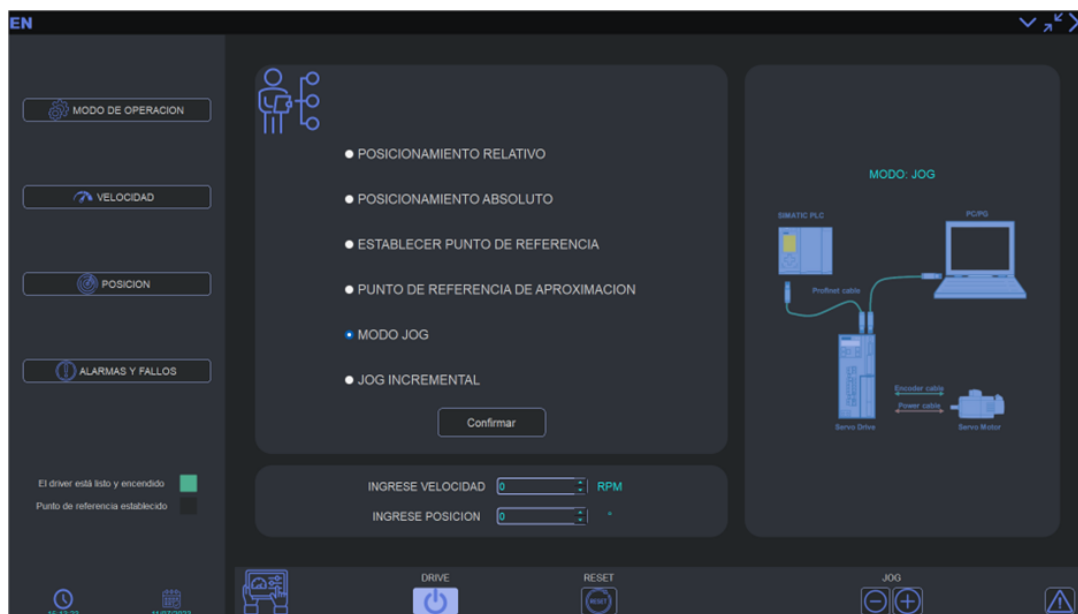 EN
MODO DE OPERACION
VELOCIDAD
POSICION
ALARMAS Y FALLOS
El driver está listo y encendido
Punto de referencia establecido
POSICIONAMIENTO RELATIVO
POSICIONAMIENTO ABSOLUTO
ESTABLECER PUNTO DE REFERENCIA
PUNTO DE REFERENCIA DE APROXIMACION
MODO JOG
JOG INCREMENTAL
Confirmar
INGRESE VELOCIDAD 0 RPM
INGRESE POSICION 0 °
MODO: JOG
SIMATIC PLC
PC/PG
Profinet cable
Encoder cable
Power cable
Servo Drive
Servo Motor
DRIVE
RESET
RESET
JOG